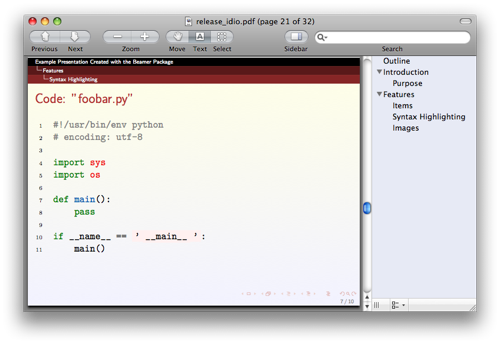 release_idio.pdf (page 21 of 32)
Previous Next Zoom Move Text Select Sidebar Search
Example Presentation Created with the Beamer Package
Features
Syntax Highlighting
Code: "foobar.py"
1 #!/usr/bin/env python
2 # encoding: utf-8
3
4 import sys
5 import os
6
7 def main():
8 pass
9
10 if __name__ == ' __main__ ':
11 main()
7 / 10
Outline
Introduction
Purpose
Features
Items
Syntax Highlighting
Images